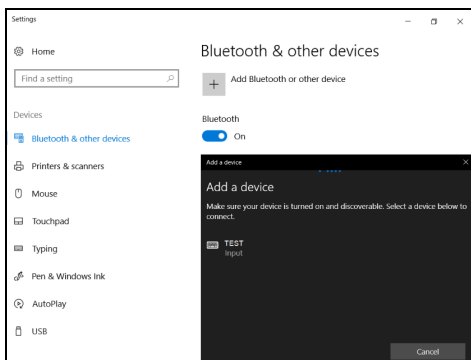 Settings
Home
Find a setting
Devices
Bluetooth & other devices
Printers & scanners
Mouse
Touchpad
Typing
Pen & Windows Ink
AutoPlay
USB
Bluetooth & other devices
Add Bluetooth or other device
Bluetooth
On
Add a device
Add a device
Make sure your device is turned on and discoverable. Select a device below to
connect.
TEST
Input
Cancel